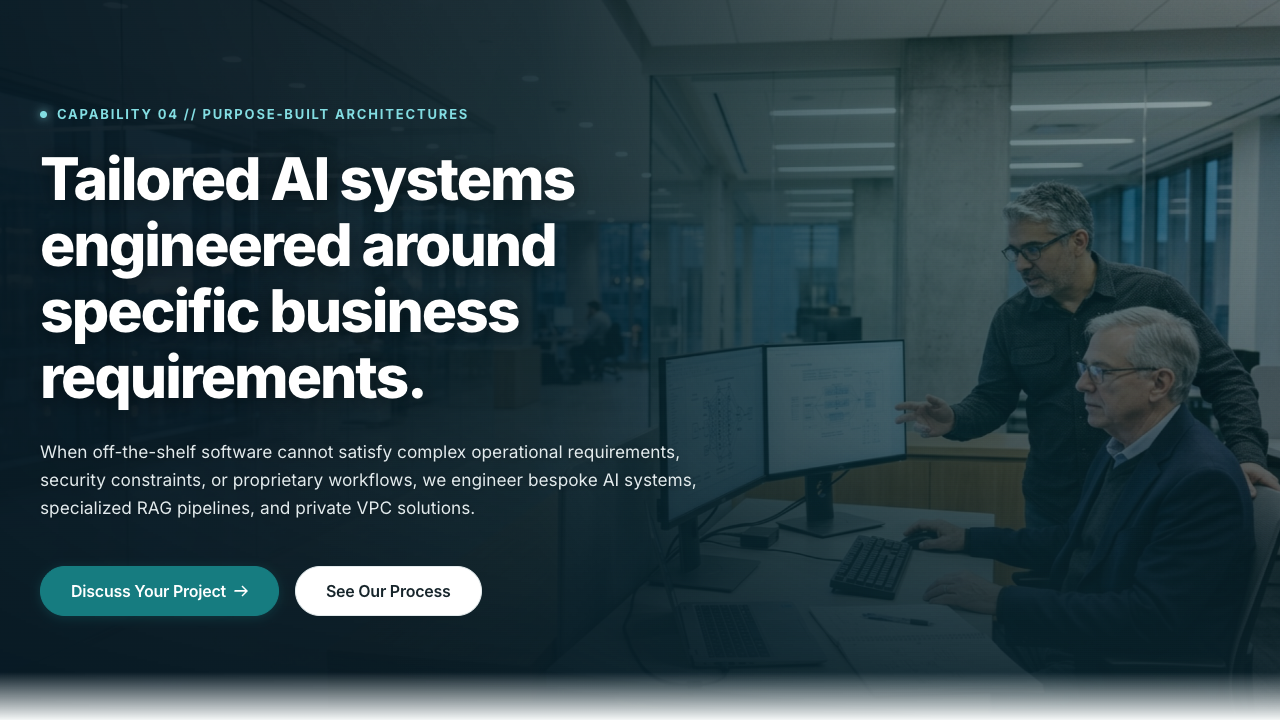 CAPABILITY 04 // PURPOSE-BUILT ARCHITECTURES
Tailored AI systems
engineered around
specific business
requirements.
When off-the-shelf software cannot satisfy complex operational requirements,
security constraints, or proprietary workflows, we engineer bespoke AI systems,
specialized RAG pipelines, and private VPC solutions.
Discuss Your Project →
See Our Process